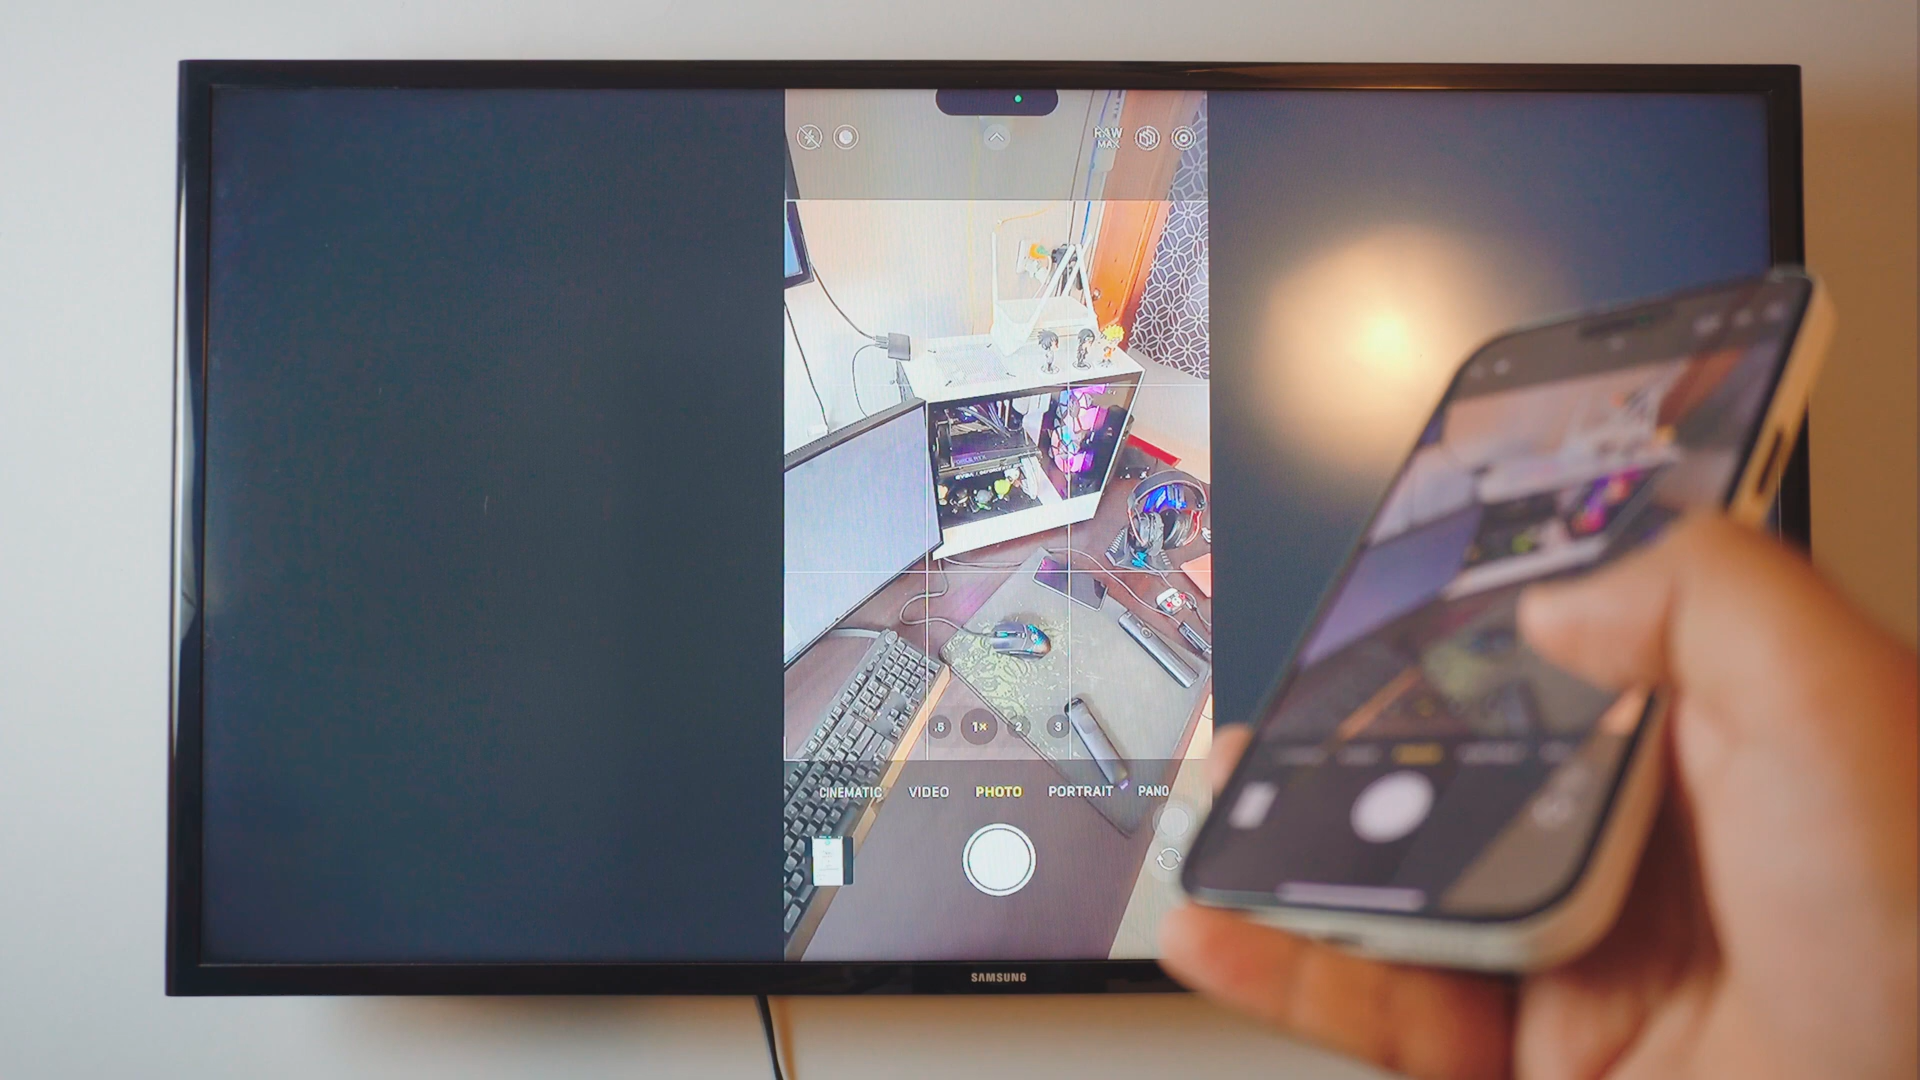 RAW
MAX
.5 1× 2 3
CINEMATIC VIDEO PHOTO PORTRAIT PANO
SAMSUNG